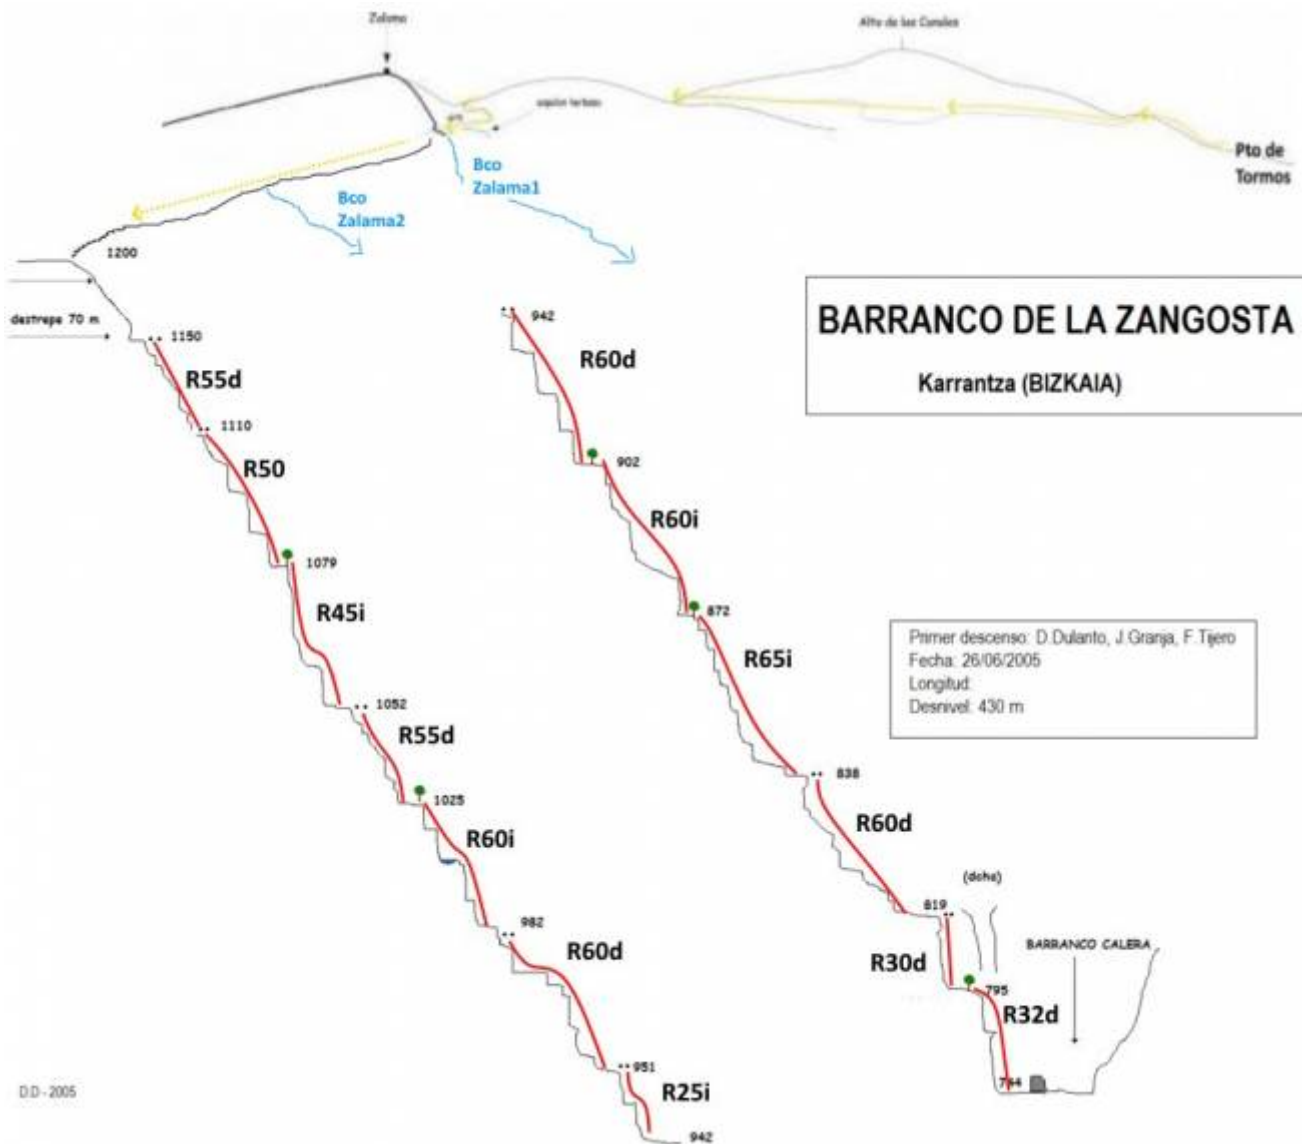 Zalama
Alto de las Canales
Pto de
Tormos
Bco
Zalama1
Bco
Zalama2
1200
destrepe 70 m
1150
R55d
1110
R50
1079
R45i
1052
R55d
1025
R60i
982
R60d
951
R25i
942
942
R60d
902
R60i
872
R65i
838
R60d
819
(dcha)
R30d
795
R32d
764
BARRANCO CALERA
BARRANCO DE LA ZANGOSTA
Karrantza (BIZKAIA)
Primer descenso: D.Dulanto, J.Granja, F.Tijero
Fecha: 26/06/2005
Longitud:
Desnivel: 430 m
D.D - 2005